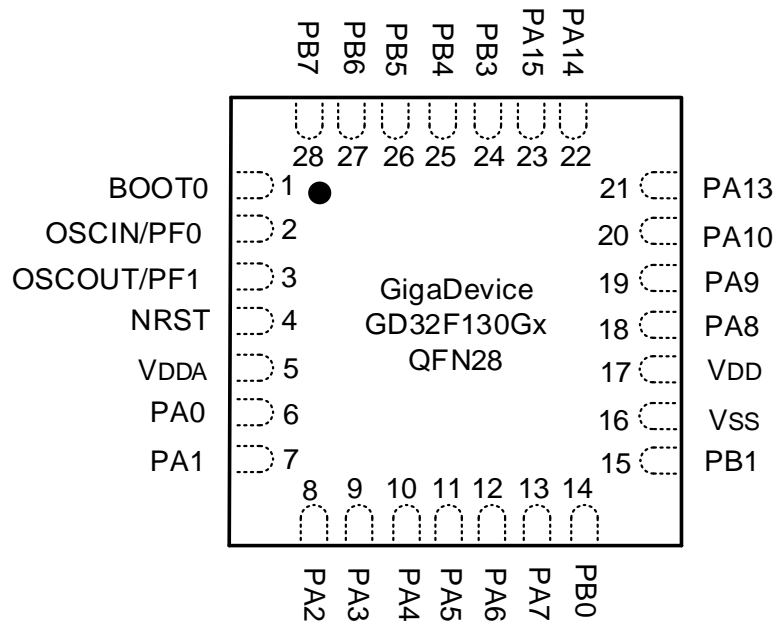 PB7 PB6 PB5 PB4 PB3 PA15 PA14
28 27 26 25 24 23 22
BOOT0 1
OSCIN/PF0 2
OSCOUT/PF1 3
NRST 4
VDDA 5
PA0 6
PA1 7
GigaDevice
GD32F130Gx
QFN28
21 PA13
20 PA10
19 PA9
18 PA8
17 VDD
16 VSS
15 PB1
8 9 10 11 12 13 14
PA2 PA3 PA4 PA5 PA6 PA7 PB0